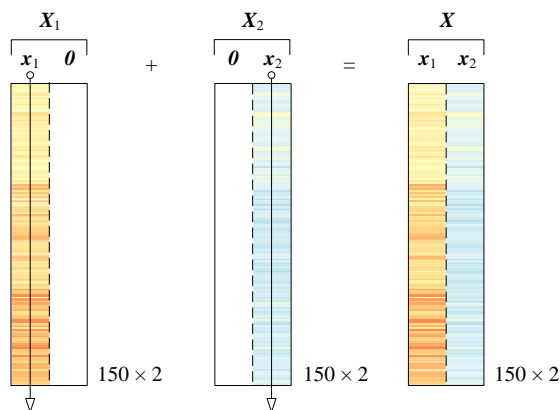 X₁ X₂ X
x₁ 0 + 0 x₂ = x₁ x₂
150 × 2 150 × 2 150 × 2